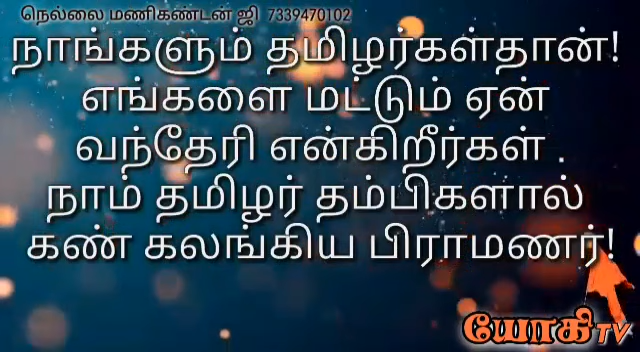 நெல்லை மணிகண்டன் ஜி 7339470102
நாங்களும் தமிழர்கள்தான்!
எங்களை மட்டும் ஏன்
வந்தேரி என்கிறீர்கள் .
நாம் தமிழர் தம்பிகளால்
கண் கலங்கிய பிராமணர்!
யோகி TV